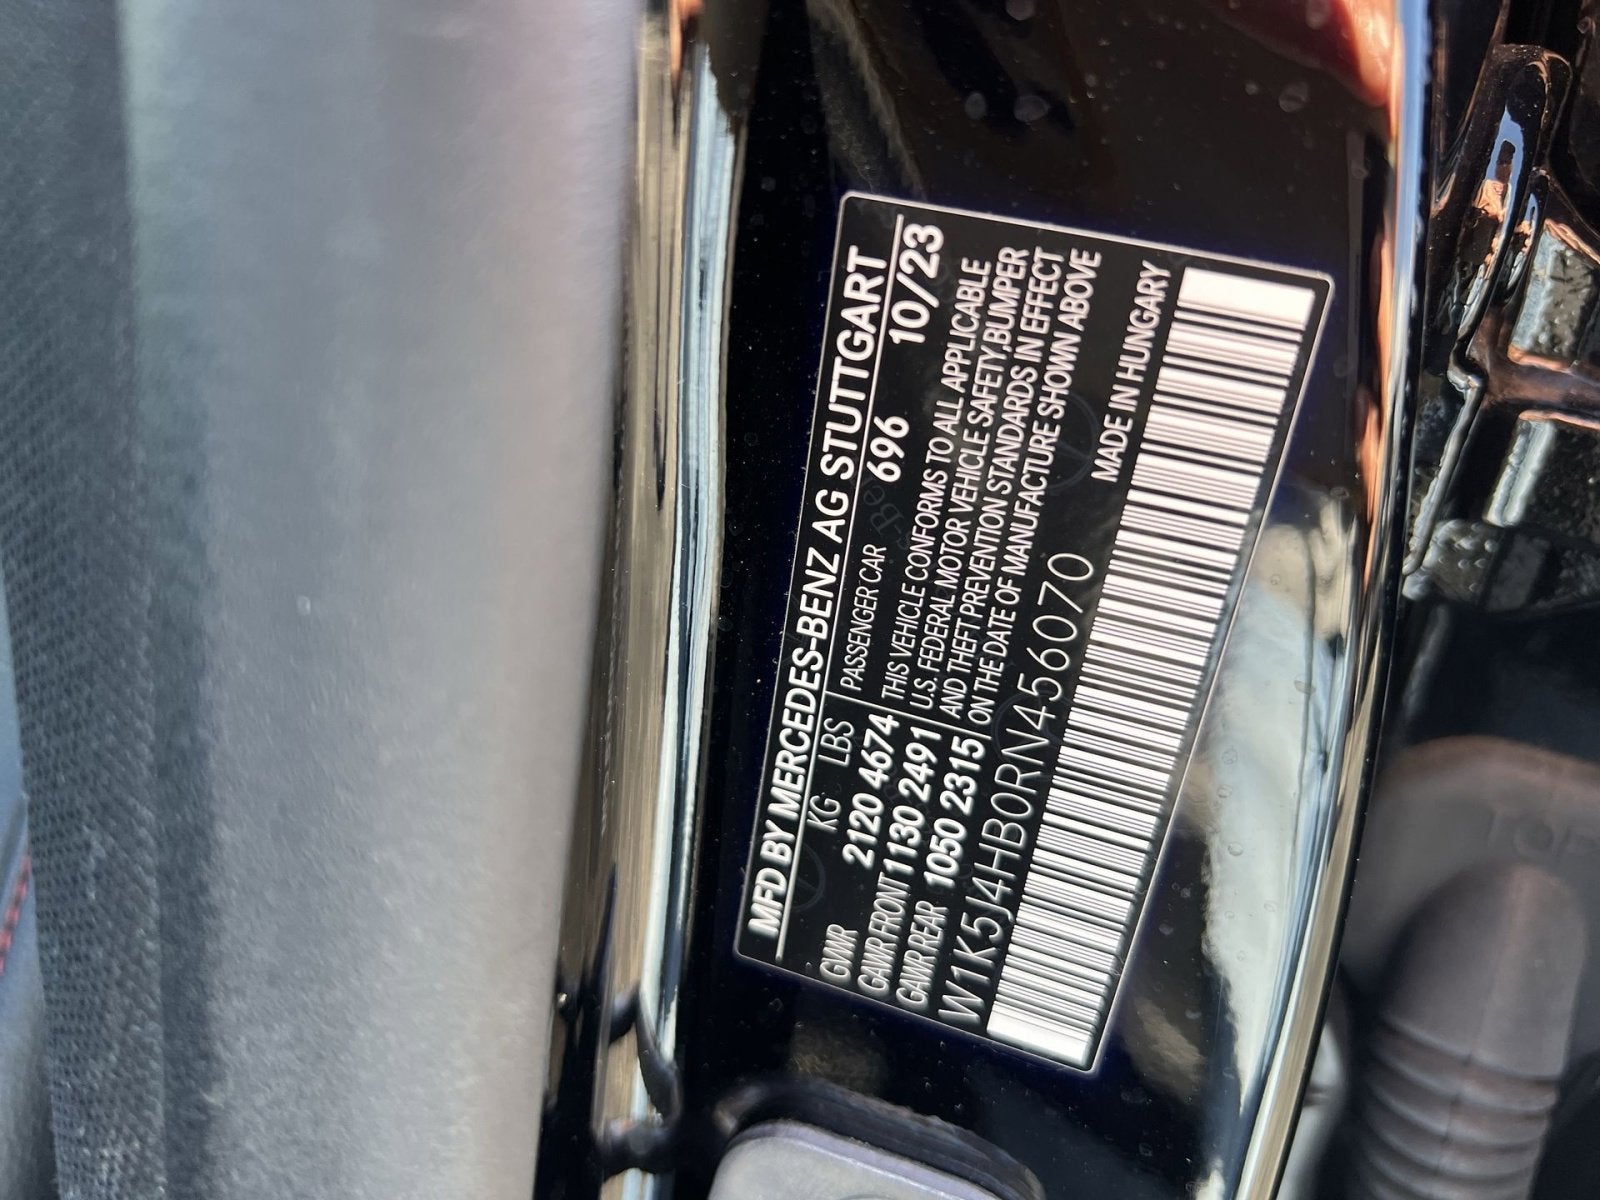 MFD BY MERCEDES-BENZ AG STUTTGART
KG LBS PASSENGER CAR 696 10/23
GVWR 2120 4674 THIS VEHICLE CONFORMS TO ALL APPLICABLE
GAWR FRONT 1130 2491 U.S. FEDERAL MOTOR VEHICLE SAFETY,BUMPER
GAWR REAR 1050 2315 AND THEFT PREVENTION STANDARDS IN EFFECT
ON THE DATE OF MANUFACTURE SHOWN ABOVE
W1K5J4HB0RN456070 MADE IN HUNGARY